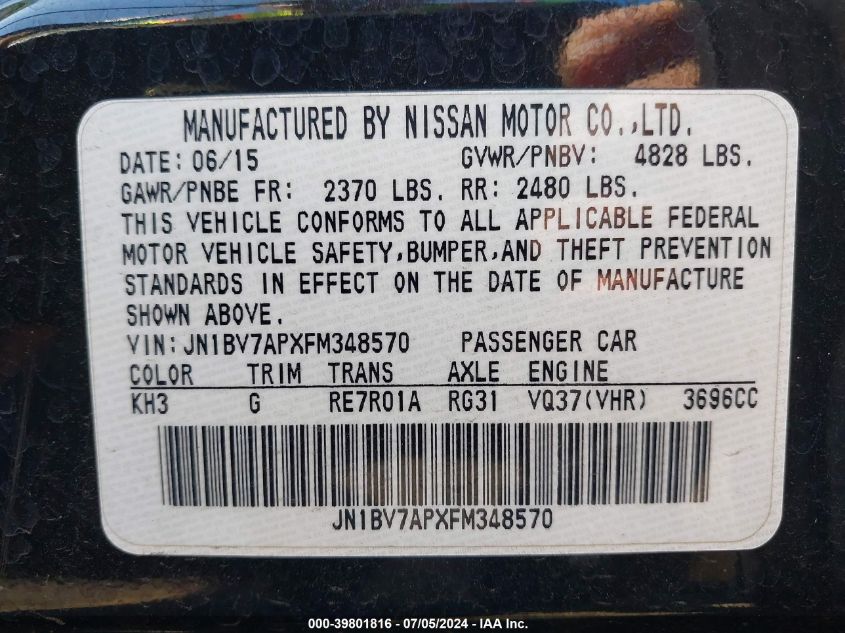 MANUFACTURED BY NISSAN MOTOR CO.,LTD.
DATE: 06/15 GVWR/PNBV: 4828 LBS.
GAWR/PNBE FR: 2370 LBS. RR: 2480 LBS.
THIS VEHICLE CONFORMS TO ALL APPLICABLE FEDERAL
MOTOR VEHICLE SAFETY,BUMPER,AND THEFT PREVENTION
STANDARDS IN EFFECT ON THE DATE OF MANUFACTURE
SHOWN ABOVE.
VIN:JN1BV7APXFM348570 PASSENGER CAR
COLOR TRIM TRANS AXLE ENGINE
KH3 G RE7R01A RG31 VQ37(VHR) 3696CC
JN1BV7APXFM348570
000-39801816 - 07/05/2024 - IAA Inc.